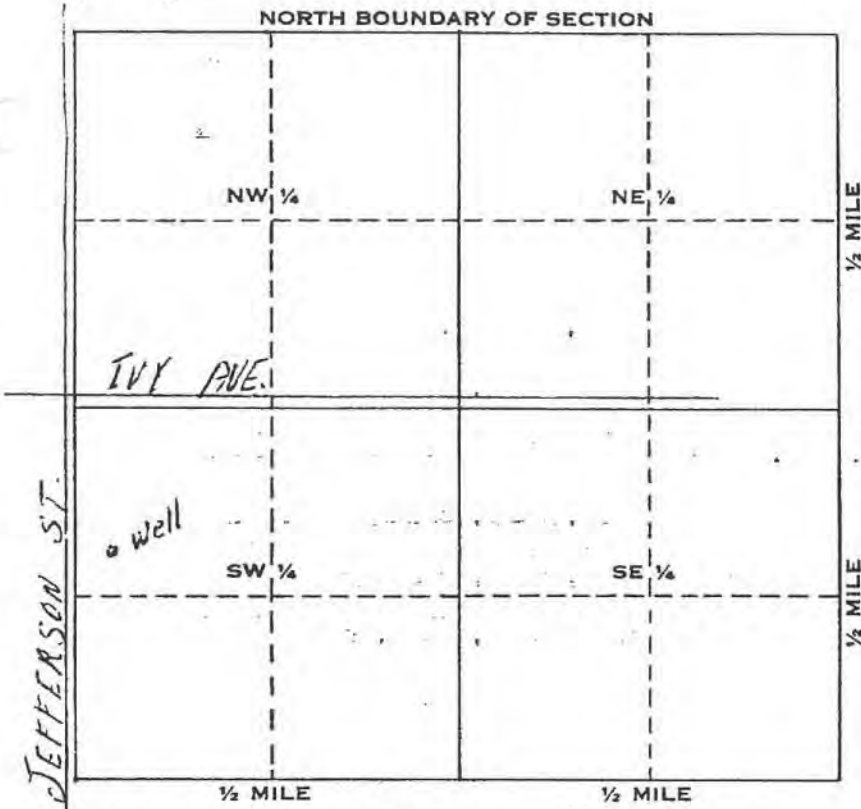 NORTH BOUNDARY OF SECTION
NW ¼
NE ¼
½ MILE
IVY AVE.
JEFFERSON ST.
well
SW ¼
SE ¼
½ MILE
½ MILE
½ MILE